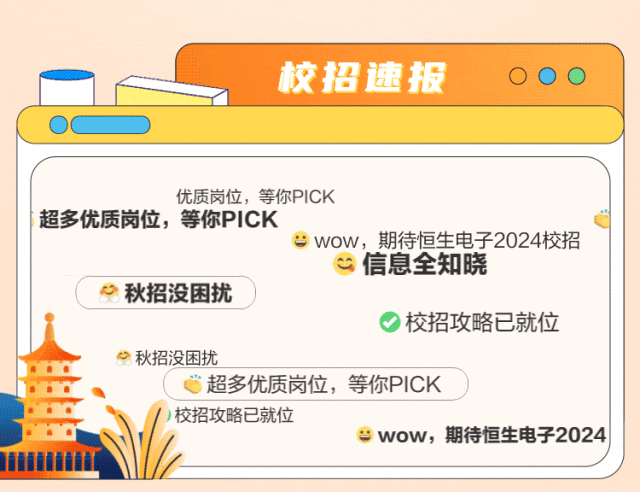 校招速报
优质岗位，等你PICK
超多优质岗位，等你PICK
wow，期待恒生电子2024校招
信息全知晓
秋招没困扰
校招攻略已就位
秋招没困扰
超多优质岗位，等你PICK
校招攻略已就位
wow，期待恒生电子2024